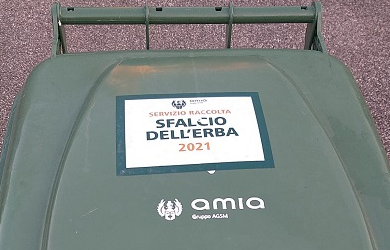 SERVIZIO RACCOLTA
SFALCIO
DELL'ERBA
2021
amia
Gruppo AGSM